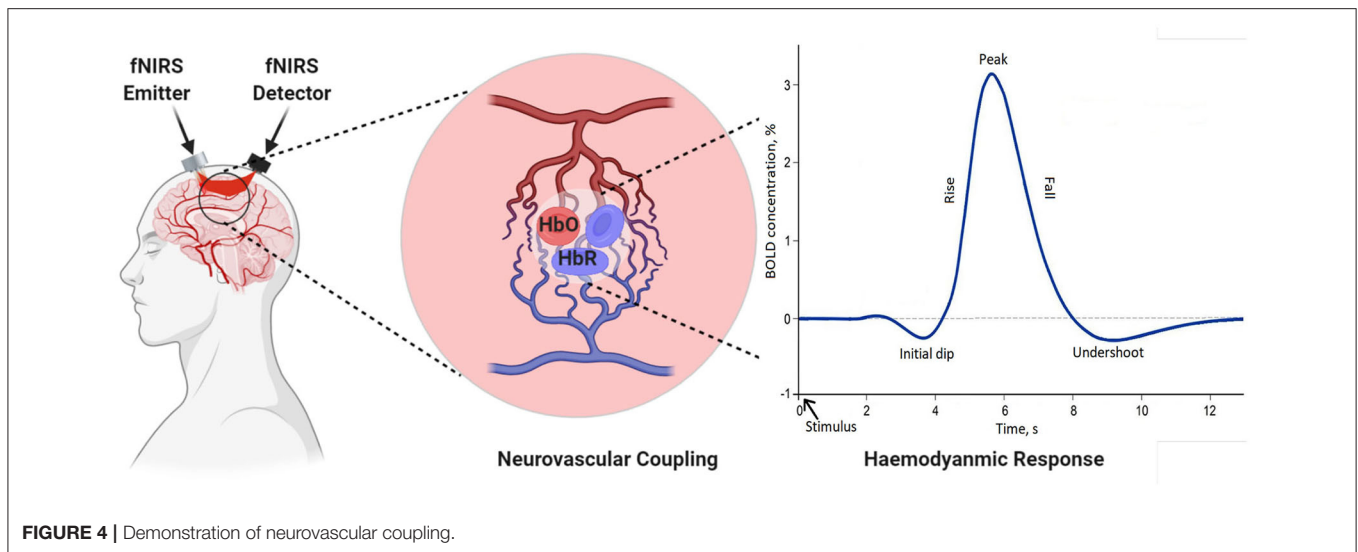 fNIRS
Emitter
fNIRS
Detector
HbO
HbR
Neurovascular Coupling
BOLD concentration, %
3
2
1
0
-1
Peak
Rise
Fall
Initial dip
Undershoot
0
2
4
6
8
10
12
Stimulus
Time, s
Haemodyanmic Response
FIGURE 4 | Demonstration of neurovascular coupling.